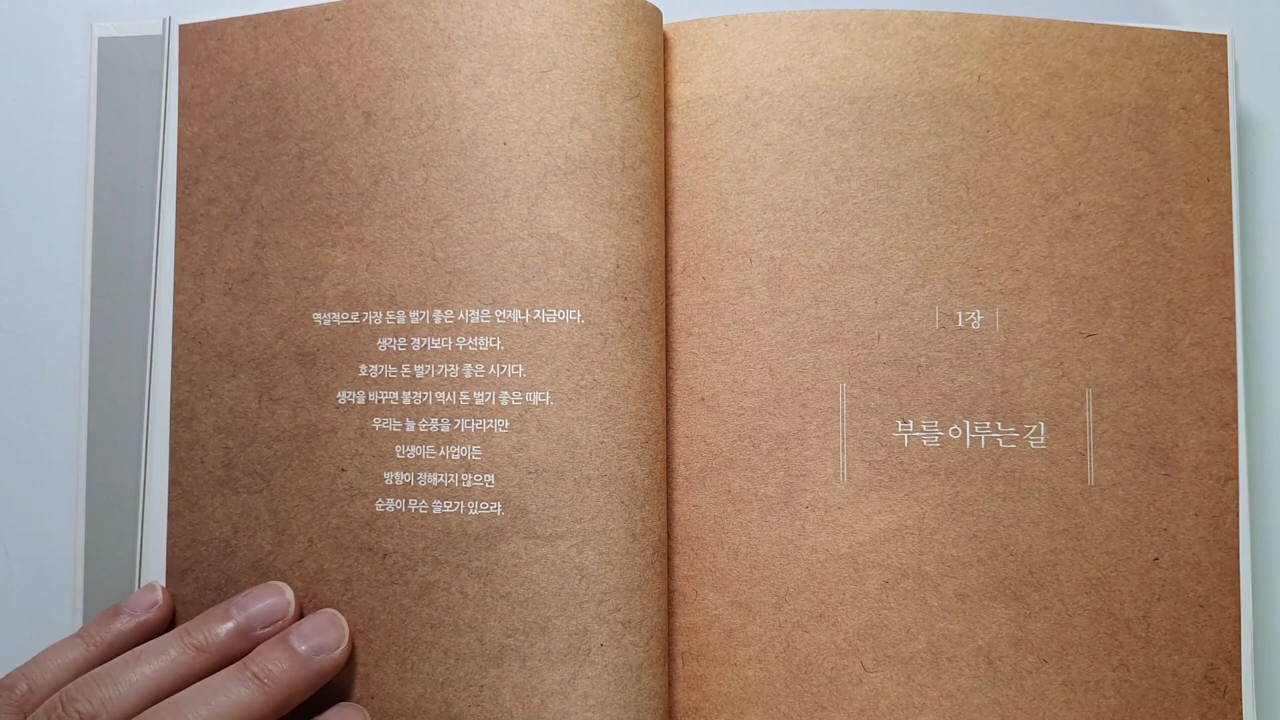 역설적으로 가장 돈을 벌기 좋은 시절은 언제나 지금이다.
생각은 경기보다 우선한다.
호경기는 돈 벌기 가장 좋은 시기다.
생각을 바꾸면 불경기 역시 돈 벌기 좋은 때다.
우리는 늘 순풍을 기다리지만
인생이든 사업이든
방향이 정해지지 않으면
순풍이 무슨 쓸모가 있으랴.
1장
부를 이루는 길